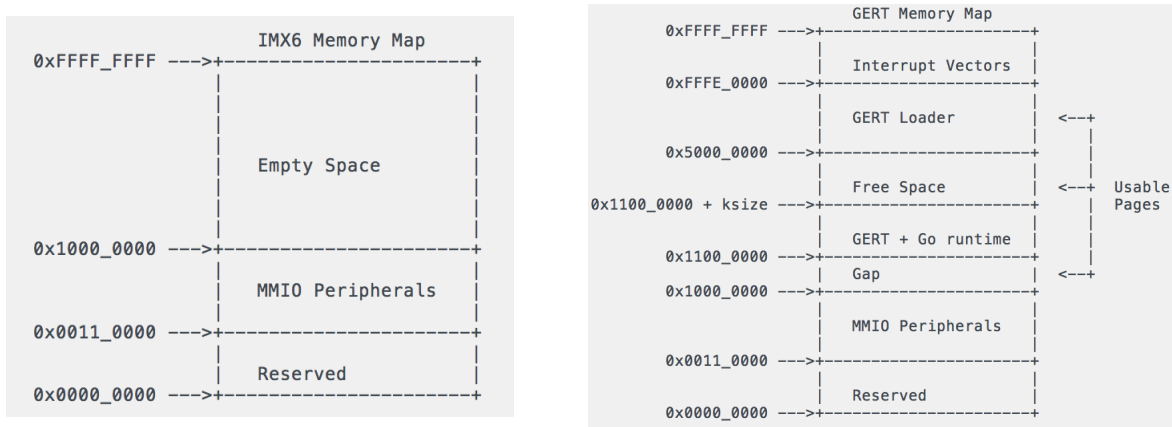 IMX6 Memory Map
0xFFFF_FFFF --->+-----------------------+
Empty Space
0x1000_0000 --->+-----------------------+
MMIO Peripherals
0x0011_0000 --->+-----------------------+
Reserved
0x0000_0000 --->+-----------------------+
GERT Memory Map
0xFFFF_FFFF --->+-----------------------+
Interrupt Vectors
0xFFFE_0000 --->+-----------------------+
GERT Loader <--+
0x5000_0000 --->+-----------------------+
Free Space <--+ Usable
0x1100_0000 + ksize --->+-----------------------+ Pages
GERT + Go runtime
0x1100_0000 --->+-----------------------+
Gap <--+
0x1000_0000 --->+-----------------------+
MMIO Peripherals
0x0011_0000 --->+-----------------------+
Reserved
0x0000_0000 --->+-----------------------+